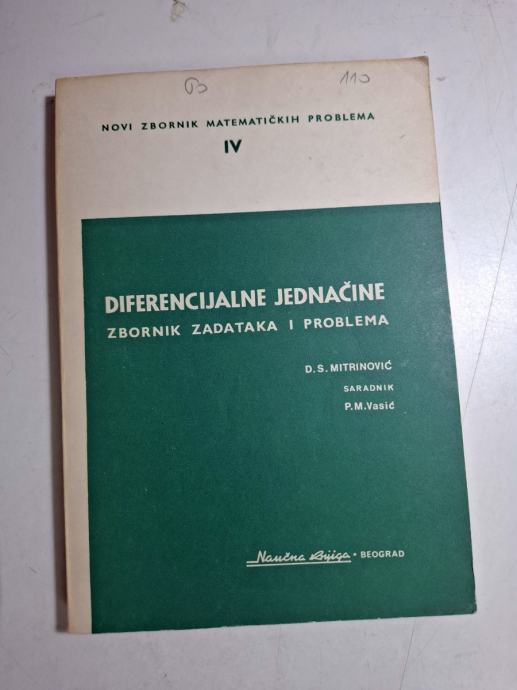 110
NOVI ZBORNIK MATEMATIČKIH PROBLEMA
IV
DIFERENCIJALNE JEDNAČINE
ZBORNIK ZADATAKA I PROBLEMA
D. S. MITRINOVIĆ
SARADNIK
P. M. Vasić
Naučna knjiga • BEOGRAD